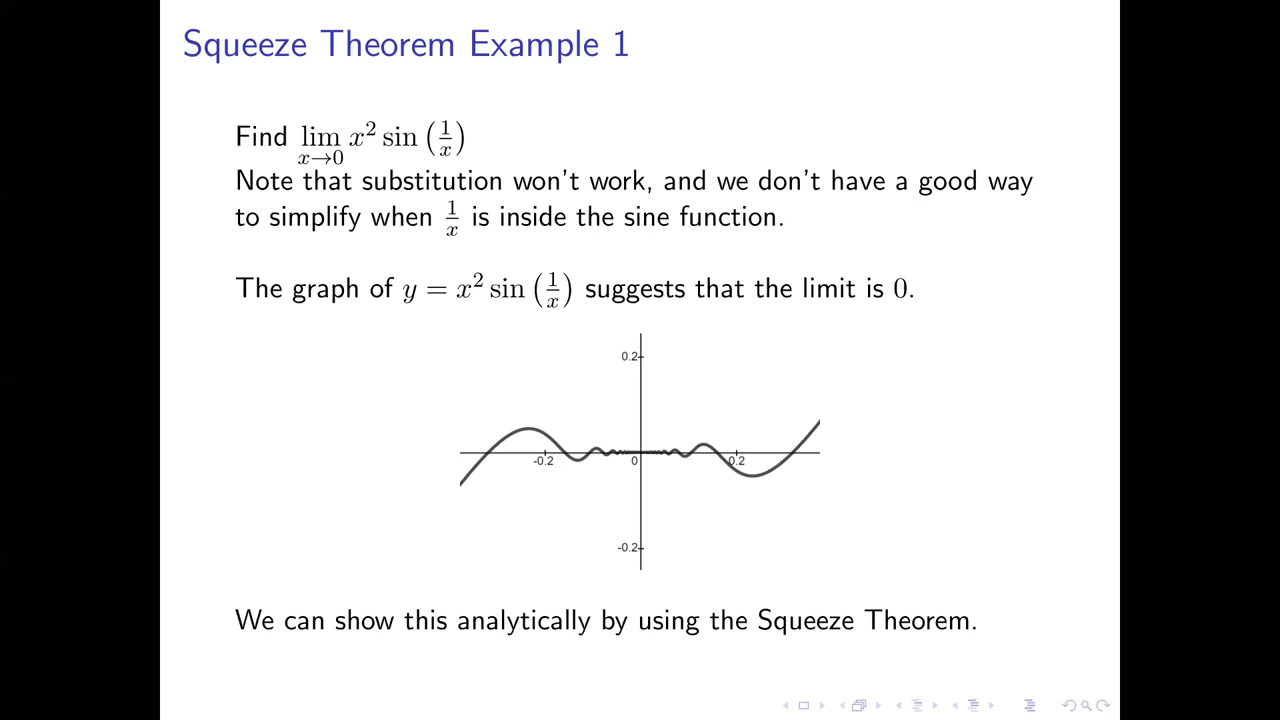 Squeeze Theorem Example 1
Find lim x→0 x² sin (1/x)
Note that substitution won't work, and we don't have a good way
to simplify when 1/x is inside the sine function.
The graph of y = x² sin (1/x) suggests that the limit is 0.
0.2
-0.2 0 0.2
-0.2
We can show this analytically by using the Squeeze Theorem.